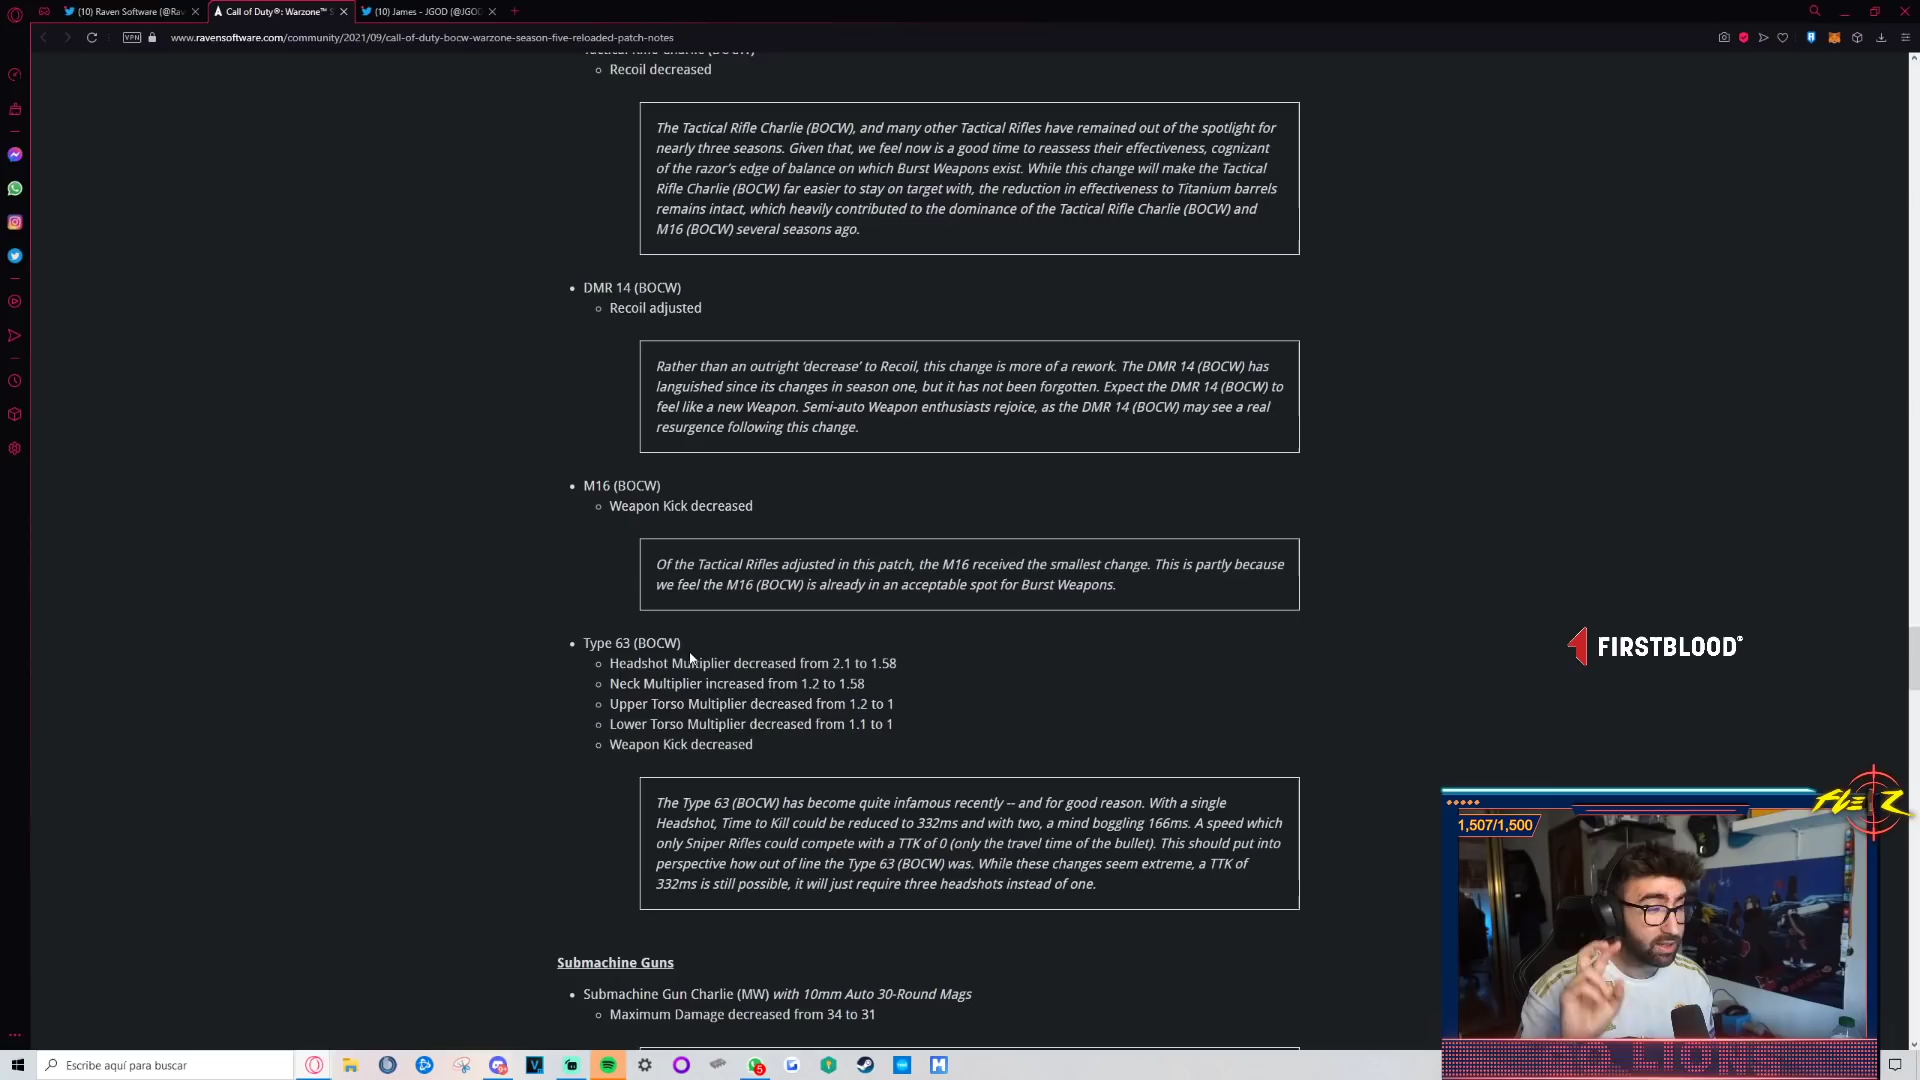 (10) Raven Software (@Rav
Call of Duty®: Warzone™ S
(10) James - JGOD (@JGOD
VPN
www.ravensoftware.com/community/2021/09/call-of-duty-bocw-warzone-season-five-reloaded-patch-notes
Tactical Rifle Charlie (BOCW)
Recoil decreased
The Tactical Rifle Charlie (BOCW), and many other Tactical Rifles have remained out of the spotlight for
nearly three seasons. Given that, we feel now is a good time to reassess their effectiveness, cognizant
of the razor's edge of balance on which Burst Weapons exist. While this change will make the Tactical
Rifle Charlie (BOCW) far easier to stay on target with, the reduction in effectiveness to Titanium barrels
remains intact, which heavily contributed to the dominance of the Tactical Rifle Charlie (BOCW) and
M16 (BOCW) several seasons ago.
DMR 14 (BOCW)
Recoil adjusted
Rather than an outright ‘decrease’ to Recoil, this change is more of a rework. The DMR 14 (BOCW) has
languished since its changes in season one, but it has not been forgotten. Expect the DMR 14 (BOCW) to
feel like a new Weapon. Semi-auto Weapon enthusiasts rejoice, as the DMR 14 (BOCW) may see a real
resurgence following this change.
M16 (BOCW)
Weapon Kick decreased
Of the Tactical Rifles adjusted in this patch, the M16 received the smallest change. This is partly because
we feel the M16 (BOCW) is already in an acceptable spot for Burst Weapons.
Type 63 (BOCW)
Headshot Multiplier decreased from 2.1 to 1.58
Neck Multiplier increased from 1.2 to 1.58
Upper Torso Multiplier decreased from 1.2 to 1
Lower Torso Multiplier decreased from 1.1 to 1
Weapon Kick decreased
The Type 63 (BOCW) has become quite infamous recently -- and for good reason. With a single
Headshot, Time to Kill could be reduced to 332ms and with two, a mind boggling 166ms. A speed which
only Sniper Rifles could compete with a TTK of 0 (only the travel time of the bullet). This should put into
perspective how out of line the Type 63 (BOCW) was. While these changes seem extreme, a TTK of
332ms is still possible, it will just require three headshots instead of one.
Submachine Guns
Submachine Gun Charlie (MW) with 10mm Auto 30-Round Mags
Maximum Damage decreased from 34 to 31
FIRSTBLOOD
1,507/1,500
Escribe aquí para buscar
5